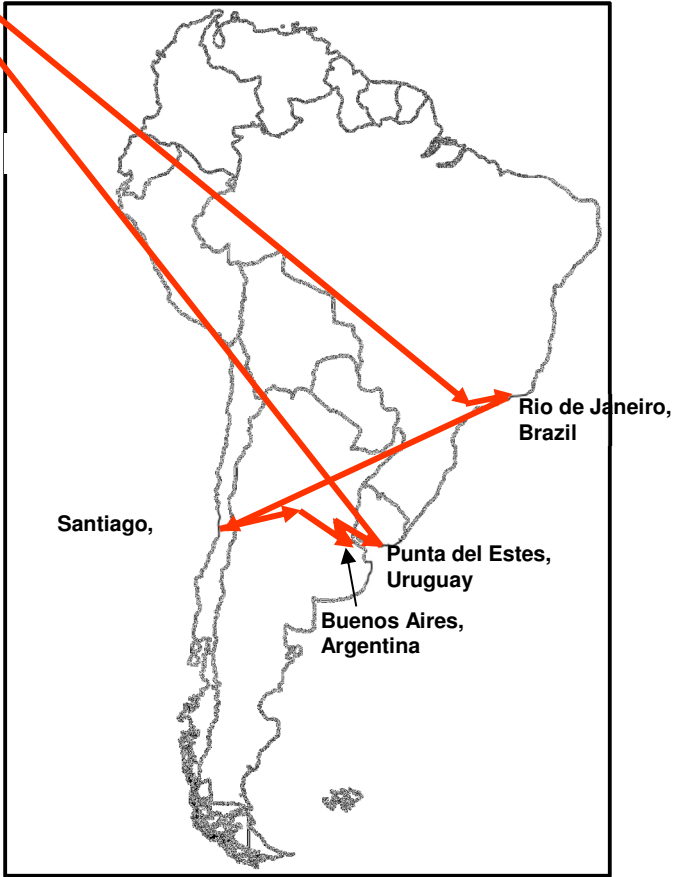 Rio de Janeiro,
Brazil
Santiago,
Punta del Estes,
Uruguay
Buenos Aires,
Argentina